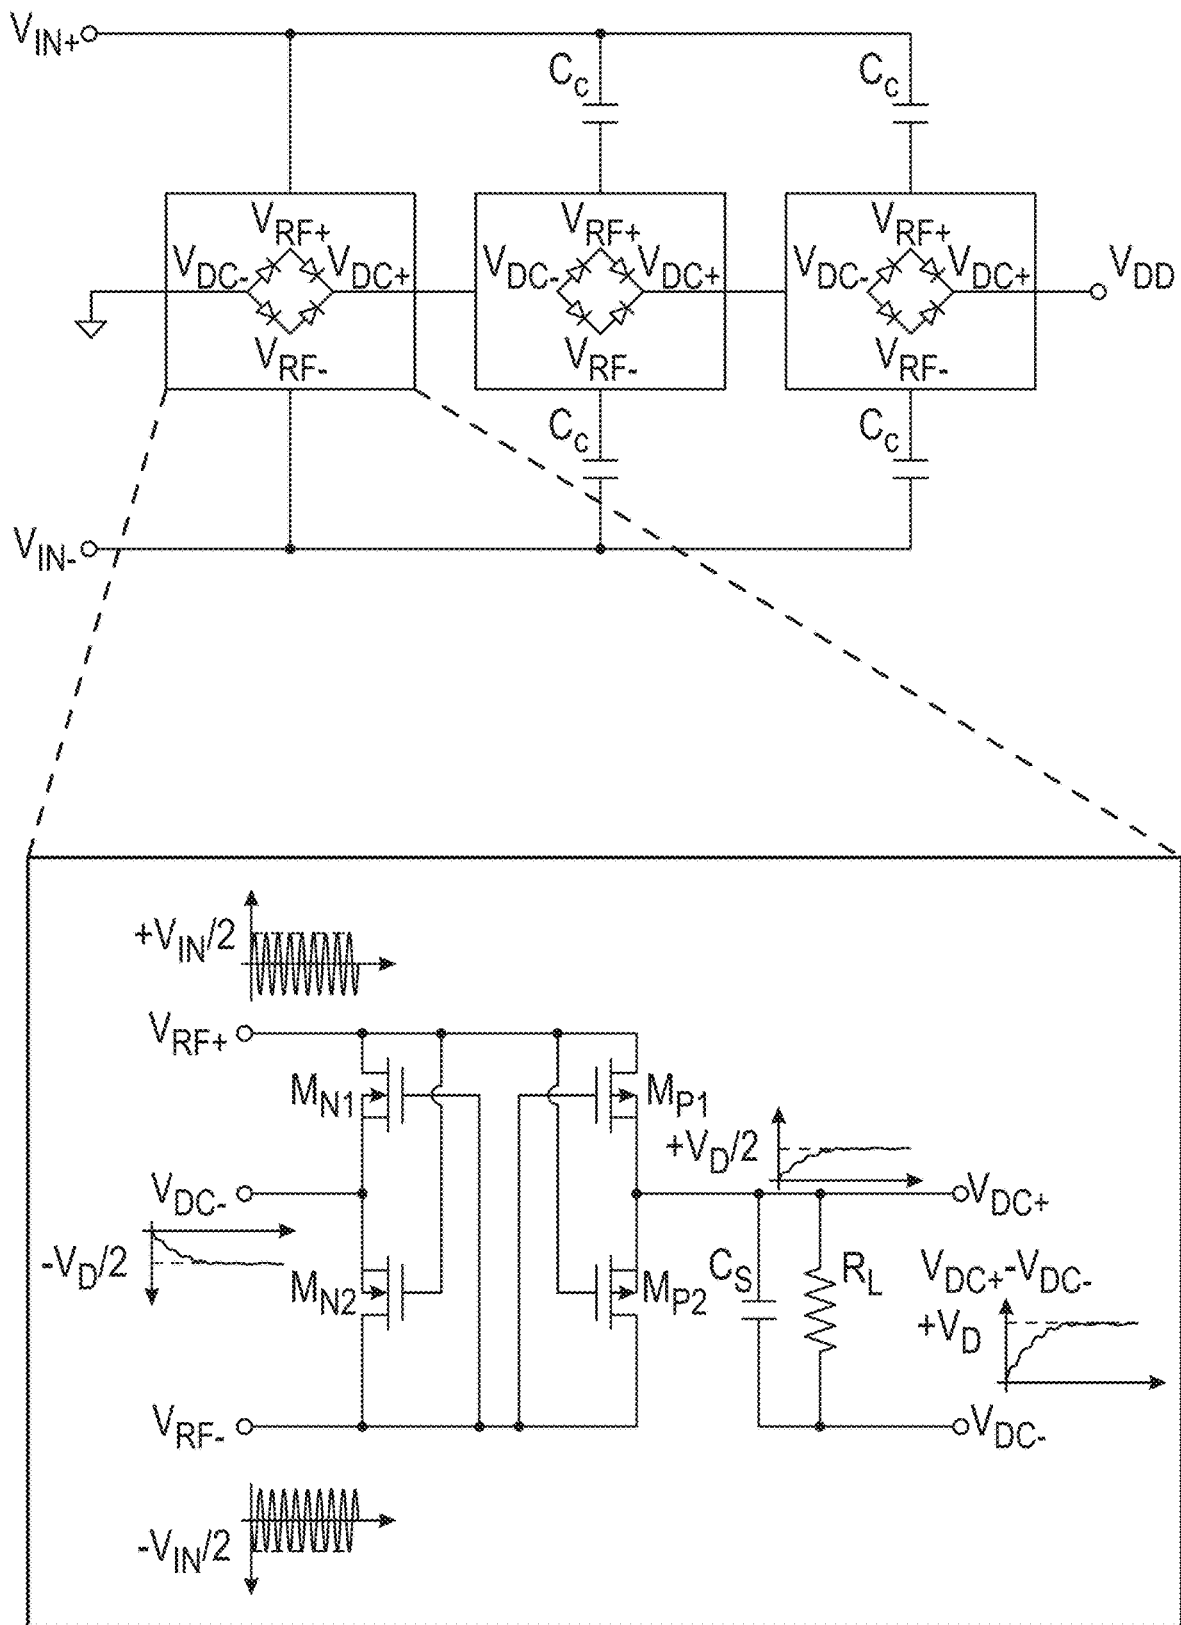 VIN+
Cc Cc
VRF+ VRF+ VRF+
VDC- VDC+ VDC- VDC+ VDC- VDC+ VDD
VRF- VRF- VRF-
Cc Cc
VIN-
+VIN/2
VRF+
MN1 MP1
+VD/2
VDC- VDC+
-VD/2
MN2 MP2 CS RL VDC+-VDC-
+VD
VRF- VDC-
-VIN/2